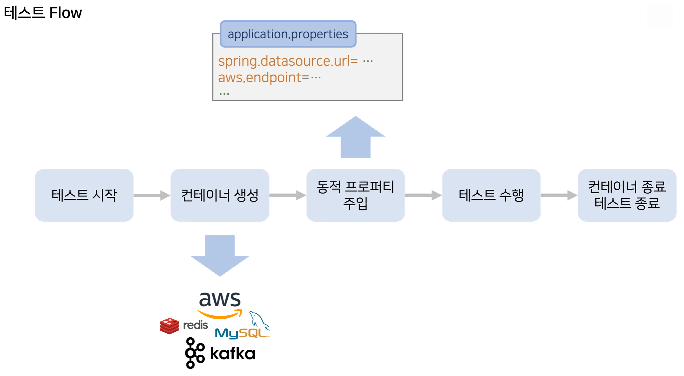 테스트 Flow
application,properties
spring.datasource.url= ...
aws,endpoint=...
...
테스트 시작
컨테이너 생성
동적 프로퍼티
주입
테스트 수행
컨테이너 종료
테스트 종료
aws
redis
MySQL
kafka